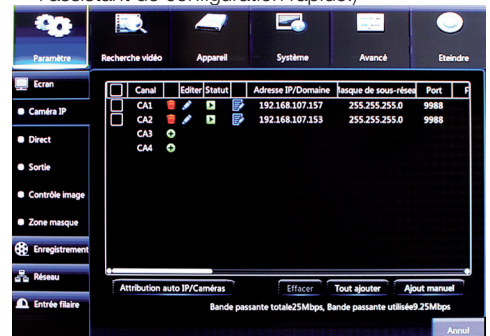 l'assistant de configuration rapide.)
Paramètre Recherche vidéo Appareil Système Avancé Eteindre
Ecran
Caméra IP
Direct
Sortie
Contrôle image
Zone masque
Enregistrement
Réseau
Entrée filaire
Canal Editer Statut Adresse IP/Domaine lasque de sous-résea Port F
CA1 192.168.107.157 255.255.255.0 9988
CA2 192.168.107.153 255.255.255.0 9988
CA3
CA4
Attribution auto IP/Caméras Effacer Tout ajouter Ajout manuel
Bande passante totale25Mbps, Bande passante utilisée9.25Mbps
Annul